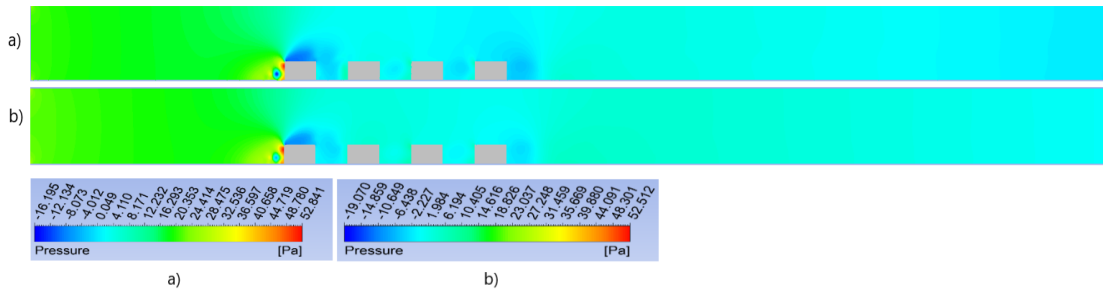 a)
b)
-16.195 -12.134 -8.073 -4.012 0.049 4.110 8.171 12.232 16.293 20.353 24.414 28.475 32.536 36.597 40.658 44.719 48.780 52.841
Pressure [Pa]
-19.070 -14.859 -10.649 -6.438 -2.227 1.984 6.194 10.405 14.616 18.826 23.037 27.248 31.459 35.669 39.880 44.091 48.301 52.512
Pressure [Pa]
a)
b)